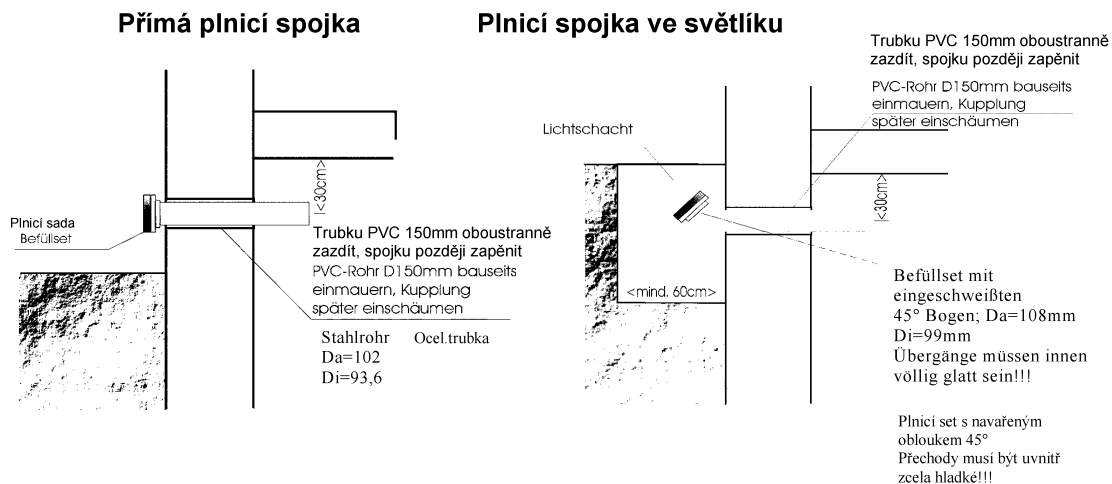 Přímá plnicí spojka
<30cm>
Plnicí sada
Befüllset
Trubku PVC 150mm oboustranně
zazdít, spojku později zapěnit
PVC-Rohr D150mm bauseits
einmauern, Kupplung
später einschäumen
Stahlrohr Ocel.trubka
Da=102
Di=93,6
Plnicí spojka ve světlíku
Trubku PVC 150mm oboustranně
zazdít, spojku později zapěnit
PVC-Rohr D150mm bauseits
einmauern, Kupplung
später einschäumen
Lichtschacht
<30cm>
<mind. 60cm>
Befüllset mit
eingeschweißten
45° Bogen; Da=108mm
Di=99mm
Übergänge müssen innen
völlig glatt sein!!!
Plnicí set s navařeným
obloukem 45°
Přechody musí být uvnitř
zcela hladké!!!